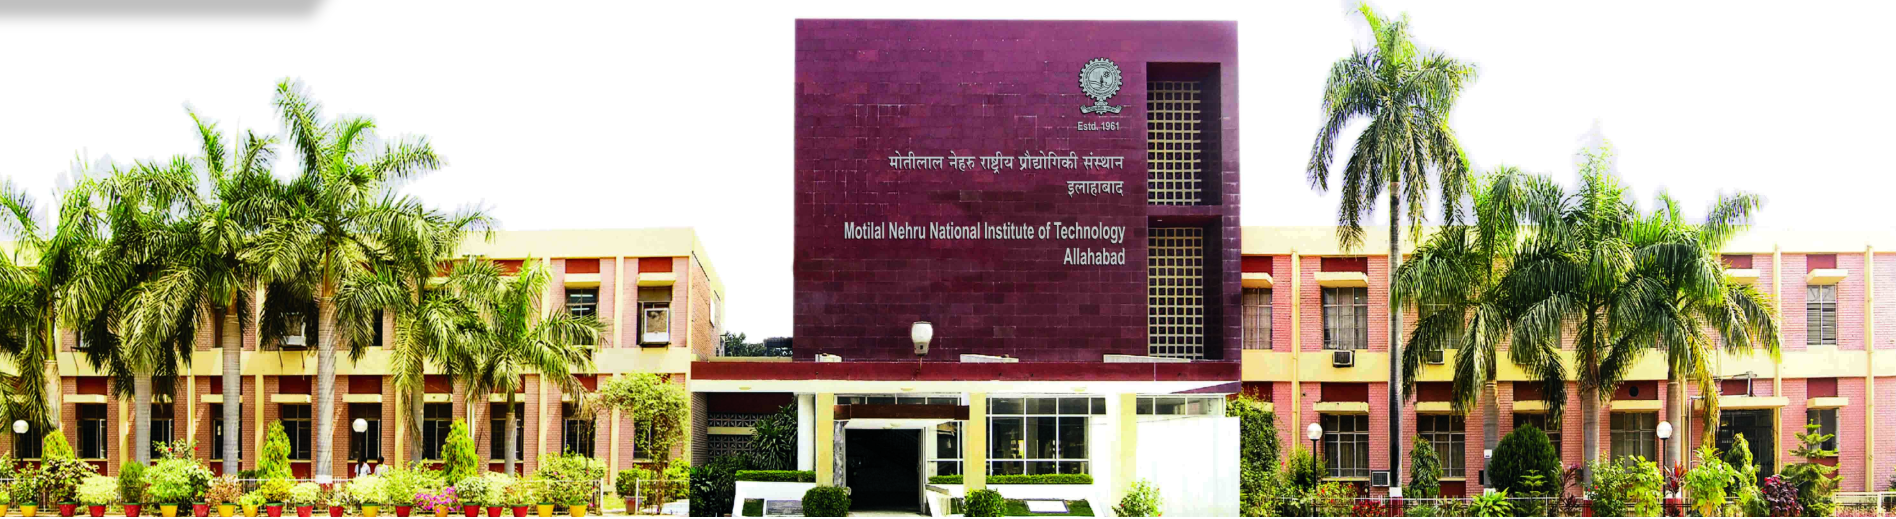 Estd. 1961
मोतीलाल नेहरु राष्ट्रीय प्रौद्योगिकी संस्थान
इलाहाबाद
Motilal Nehru National Institute of Technology
Allahabad